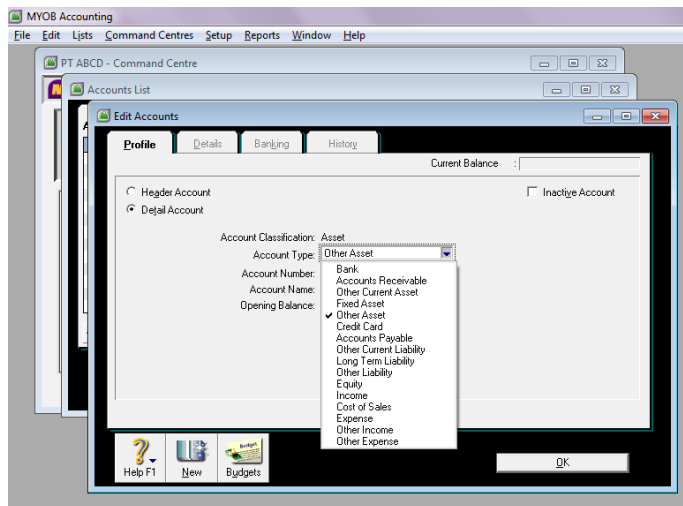 MYOB Accounting
File Edit Lists Command Centres Setup Reports Window Help
PT ABCD - Command Centre
Accounts List
Edit Accounts
Profile Details Banking History
Current Balance :
Header Account
Inactive Account
Detail Account
Account Classification: Asset
Account Type: Other Asset
Account Number:
Account Name:
Opening Balance:
Bank
Accounts Receivable
Other Current Asset
Fixed Asset
Other Asset
Credit Card
Accounts Payable
Other Current Liability
Long Term Liability
Other Liability
Equity
Income
Cost of Sales
Expense
Other Income
Other Expense
Budget
Help F1 New Budgets
OK